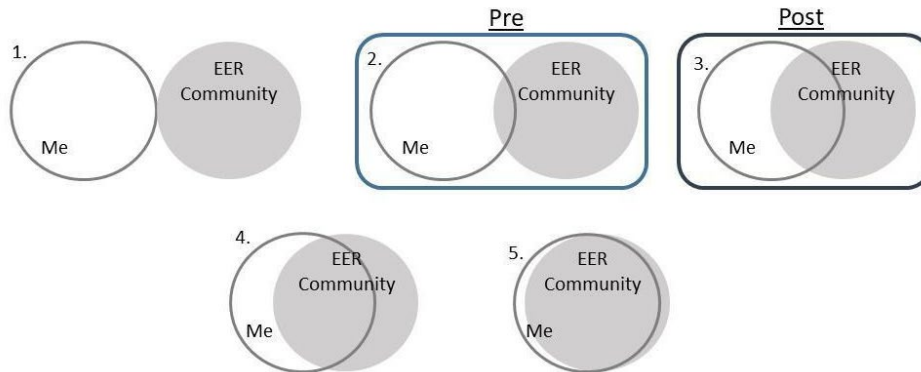 Pre
Post
1.
EER
Community
Me
2.
EER
Community
Me
3.
EER
Community
Me
4.
EER
Community
Me
5.
EER
Community
Me